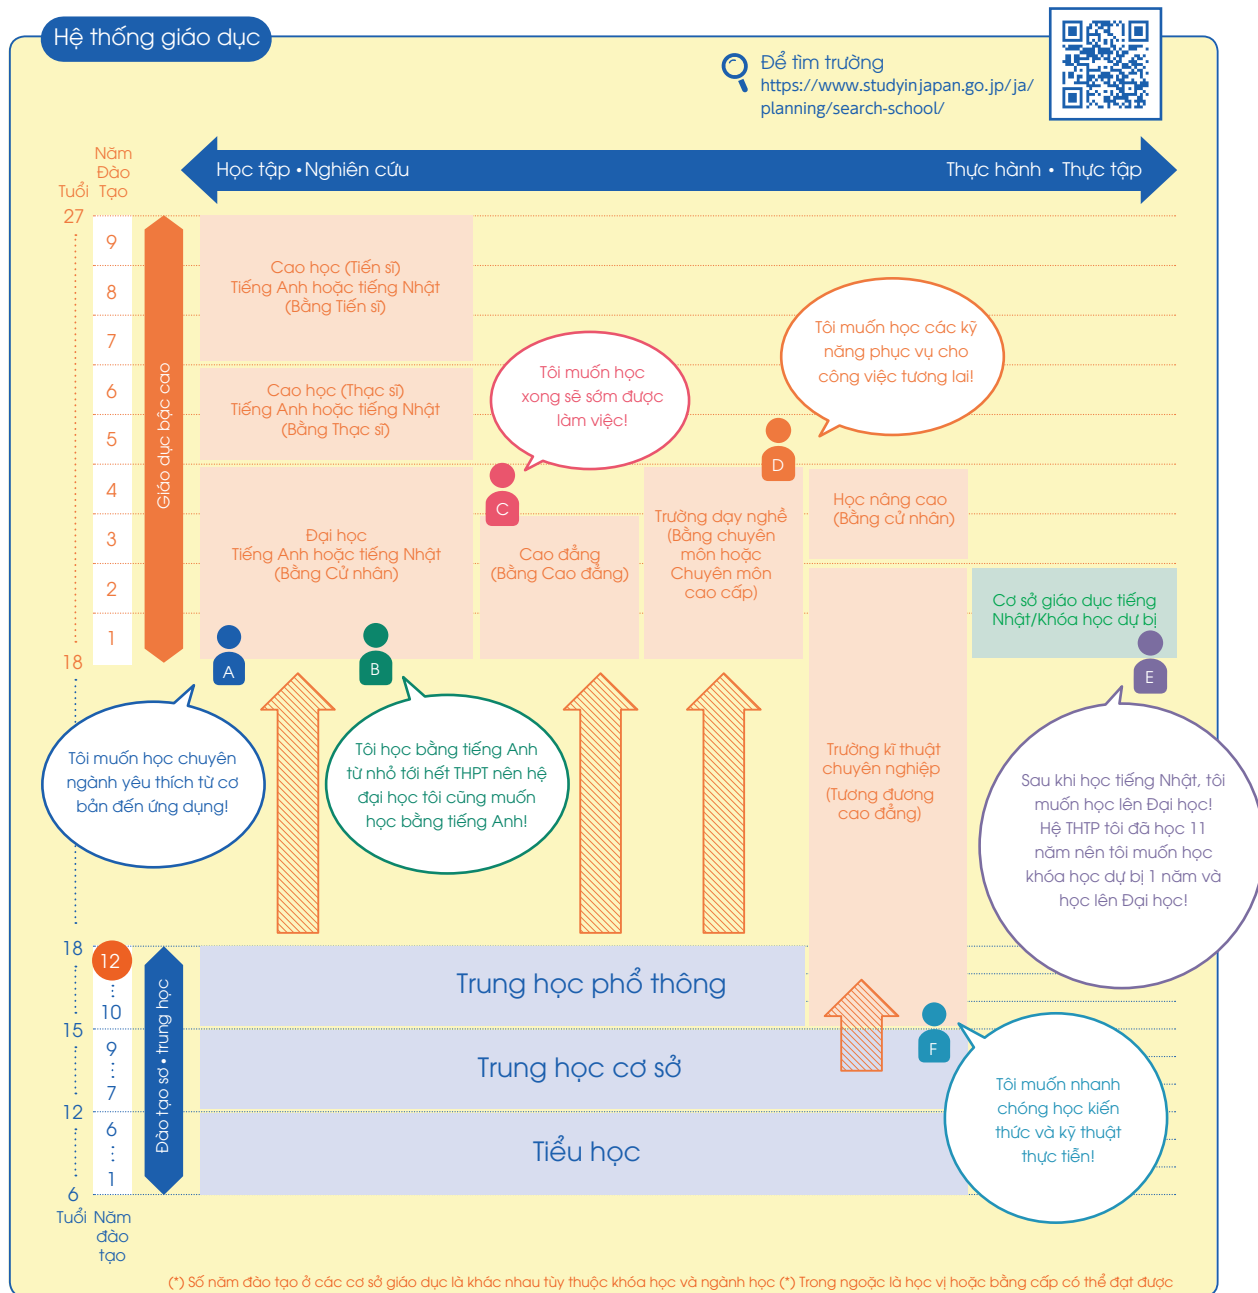 Hệ thống giáo dục
Để tìm trường
https://www.studyinjapan.go.jp/ja/
planning/search-school/
Năm
Đào
Tuổi Tạo
Học tập • Nghiên cứu
Thực hành • Thực tập
27
9
8
7
6
5
4
3
2
1
18
Giáo dục bậc cao
Cao học (Tiến sĩ)
Tiếng Anh hoặc tiếng Nhật
(Bằng Tiến sĩ)
Cao học (Thạc sĩ)
Tiếng Anh hoặc tiếng Nhật
(Bằng Thạc sĩ)
Đại học
Tiếng Anh hoặc tiếng Nhật
(Bằng Cử nhân)
Tôi muốn học
xong sẽ sớm được
làm việc!
C
Cao đẳng
(Bằng Cao đẳng)
Tôi muốn học các kỹ
năng phục vụ cho
công việc tương lai!
D
Trường dạy nghề
(Bằng chuyên
môn hoặc
Chuyên môn
cao cấp)
Học nâng cao
(Bằng cử nhân)
Cơ sở giáo dục tiếng
Nhật/Khóa học dự bị
A
B
E
Tôi muốn học chuyên
ngành yêu thích từ cơ
bản đến ứng dụng!
Tôi học bằng tiếng Anh
từ nhỏ tới hết THPT nên hệ
đại học tôi cũng muốn
học bằng tiếng Anh!
Trường kĩ thuật
chuyên nghiệp
(Tương đương
cao đẳng)
Sau khi học tiếng Nhật, tôi
muốn học lên Đại học!
Hệ THTP tôi đã học 11
năm nên tôi muốn học
khóa học dự bị 1 năm và
học lên Đại học!
18
12
10
15
9
7
12
6
1
6
Đào tạo sơ • trung học
Trung học phổ thông
Trung học cơ sở
Tiểu học
F
Tôi muốn nhanh
chóng học kiến
thức và kỹ thuật
thực tiễn!
Tuổi Năm
đào
tạo
(*) Số năm đào tạo ở các cơ sở giáo dục là khác nhau tùy thuộc khóa học và ngành học (*) Trong ngoặc là học vị hoặc bằng cấp có thể đạt được